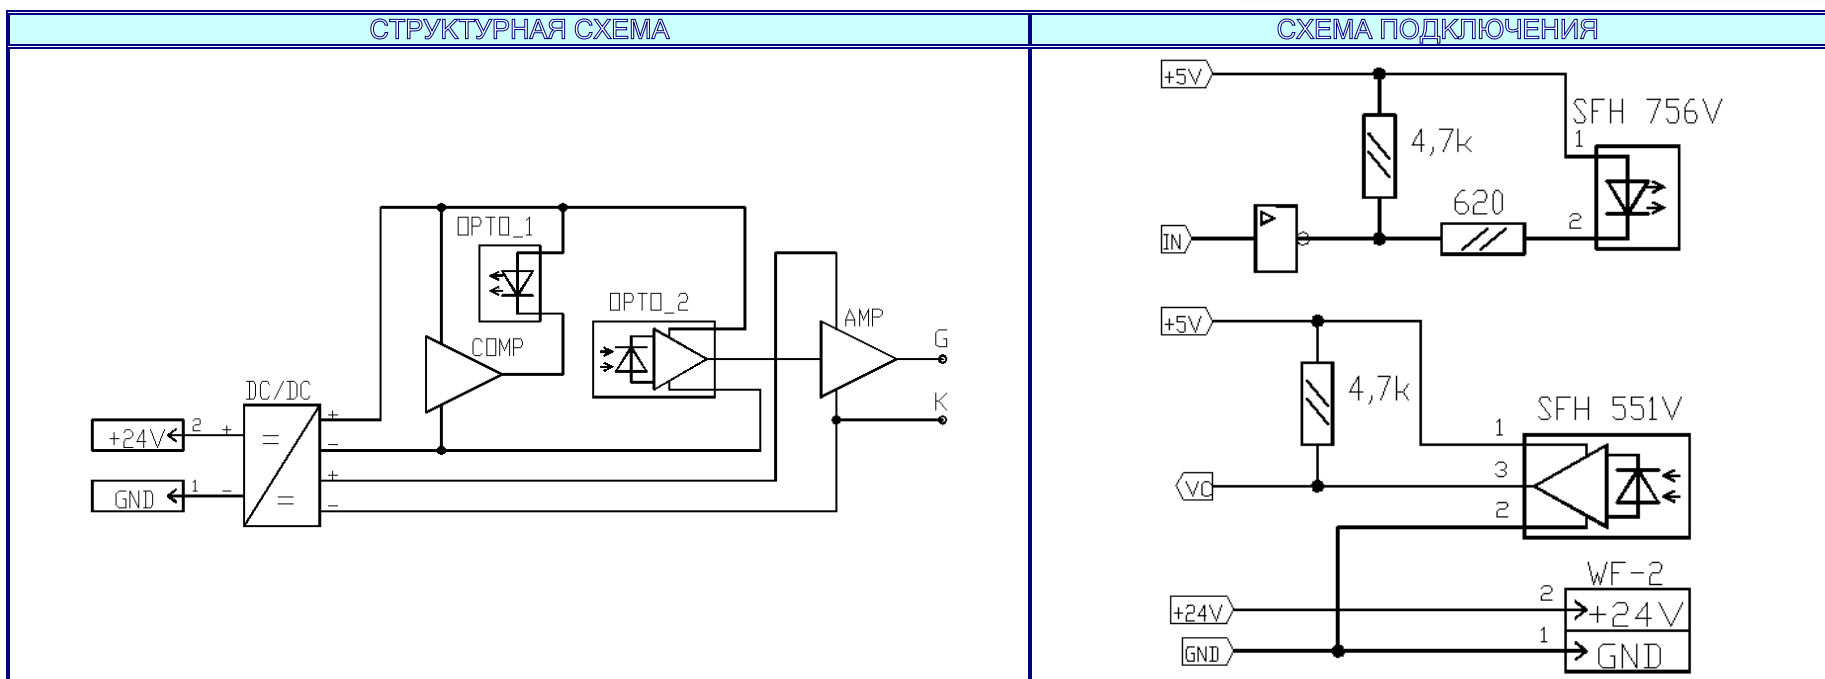 СТРУКТУРНАЯ СХЕМА
OPTO_1
OPTO_2
AMP
COMP
G
K
DC/DC
+24V
2
+
=
+
−
GND
1
−
=
+
−
СХЕМА ПОДКЛЮЧЕНИЯ
+5V
SFH 756V
4,7k
1
620
2
IN
+5V
4,7k
SFH 551V
1
3
VC
2
WF-2
+24V
2
+24V
GND
1
GND